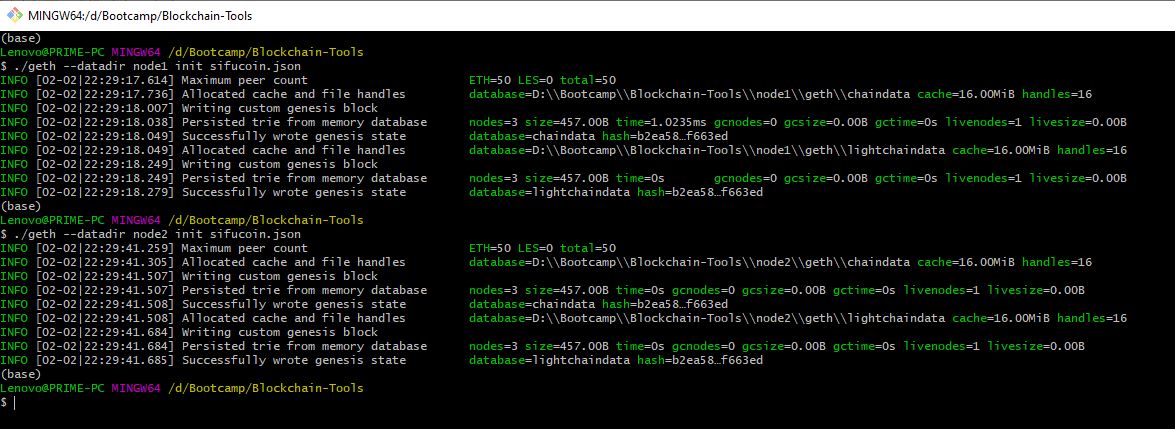 MINGW64:/d/Bootcamp/Blockchain-Tools
(base)
Lenovo@PRIME-PC MINGW64 /d/Bootcamp/Blockchain-Tools
$ ./geth --datadir node1 init sifucoin.json
INFO [02-02|22:29:17.614] Maximum peer count ETH=50 LES=0 total=50
INFO [02-02|22:29:17.736] Allocated cache and file handles database=D:\\Bootcamp\\Blockchain-Tools\\node1\\geth\\chaindata cache=16.00MiB handles=16
INFO [02-02|22:29:18.007] Writing custom genesis block
INFO [02-02|22:29:18.038] Persisted trie from memory database nodes=3 size=457.00B time=1.0235ms gcnodes=0 gcsize=0.00B gctime=0s livenodes=1 livesize=0.00B
INFO [02-02|22:29:18.049] Successfully wrote genesis state database=chaindata hash=b2ea58…f663ed
INFO [02-02|22:29:18.049] Allocated cache and file handles database=D:\\Bootcamp\\Blockchain-Tools\\node1\\geth\\lightchaindata cache=16.00MiB handles=16
INFO [02-02|22:29:18.249] Writing custom genesis block
INFO [02-02|22:29:18.249] Persisted trie from memory database nodes=3 size=457.00B time=0s gcnodes=0 gcsize=0.00B gctime=0s livenodes=1 livesize=0.00B
INFO [02-02|22:29:18.279] Successfully wrote genesis state database=lightchaindata hash=b2ea58…f663ed
(base)
Lenovo@PRIME-PC MINGW64 /d/Bootcamp/Blockchain-Tools
$ ./geth --datadir node2 init sifucoin.json
INFO [02-02|22:29:41.259] Maximum peer count ETH=50 LES=0 total=50
INFO [02-02|22:29:41.305] Allocated cache and file handles database=D:\\Bootcamp\\Blockchain-Tools\\node2\\geth\\chaindata cache=16.00MiB handles=16
INFO [02-02|22:29:41.507] Writing custom genesis block
INFO [02-02|22:29:41.507] Persisted trie from memory database nodes=3 size=457.00B time=0s gcnodes=0 gcsize=0.00B gctime=0s livenodes=1 livesize=0.00B
INFO [02-02|22:29:41.508] Successfully wrote genesis state database=chaindata hash=b2ea58…f663ed
INFO [02-02|22:29:41.508] Allocated cache and file handles database=D:\\Bootcamp\\Blockchain-Tools\\node2\\geth\\lightchaindata cache=16.00MiB handles=16
INFO [02-02|22:29:41.684] Writing custom genesis block
INFO [02-02|22:29:41.684] Persisted trie from memory database nodes=3 size=457.00B time=0s gcnodes=0 gcsize=0.00B gctime=0s livenodes=1 livesize=0.00B
INFO [02-02|22:29:41.685] Successfully wrote genesis state database=lightchaindata hash=b2ea58…f663ed
(base)
Lenovo@PRIME-PC MINGW64 /d/Bootcamp/Blockchain-Tools
$